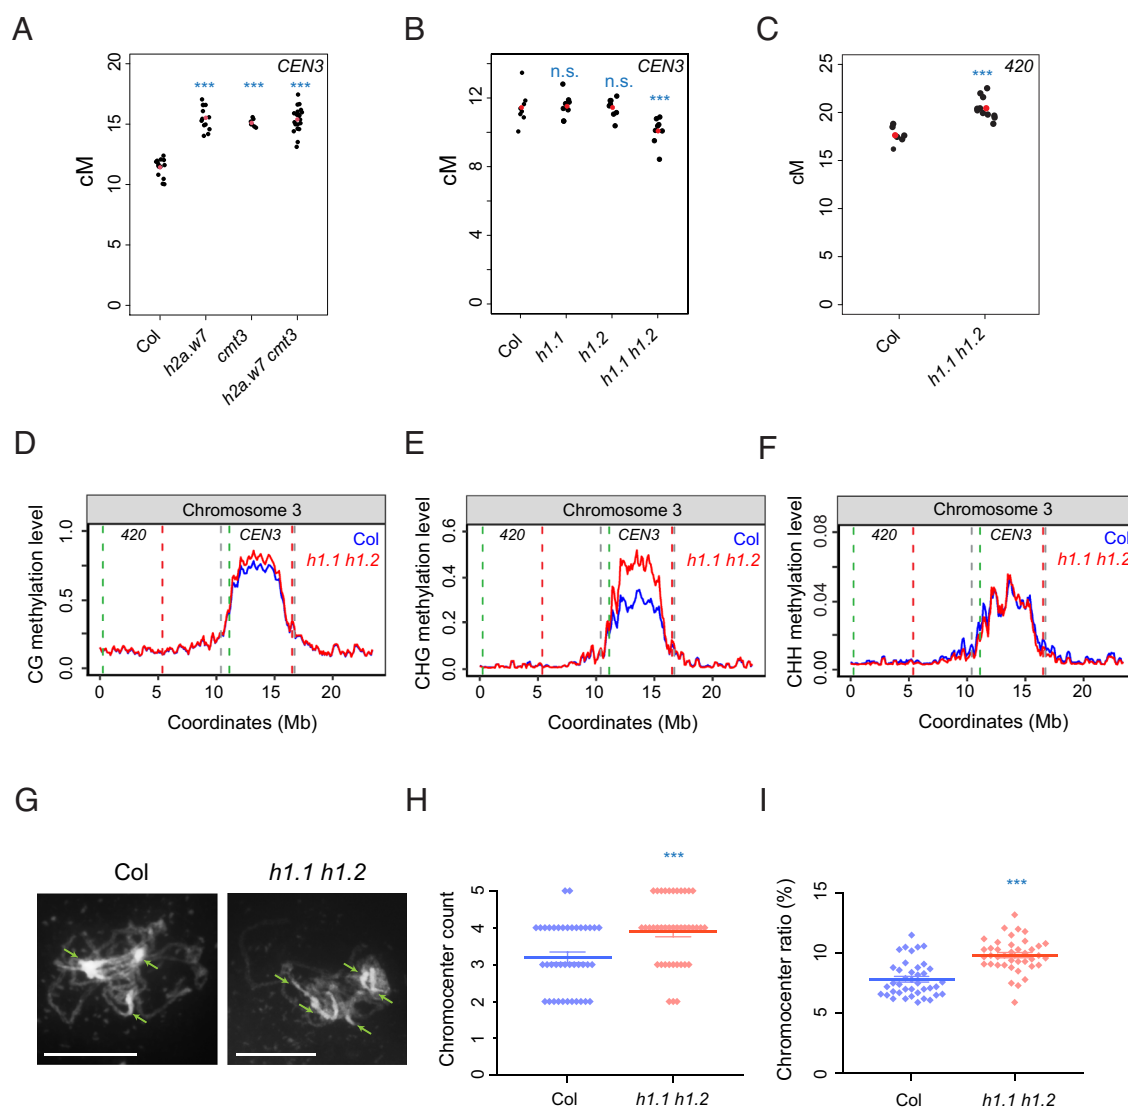 A
B
C
CEN3
***
***
***
cM
20
15
10
5
0
Col
h2a.w7
cmt3
h2a.w7 cmt3
CEN3
n.s.
n.s.
***
cM
12
8
4
0
Col
h1.1
h1.2
h1.1 h1.2
420
***
cM
25
20
15
10
5
0
Col
h1.1 h1.2
D
E
F
Chromosome 3
420
CEN3
Col
h1.1 h1.2
CG methylation level
1.0
0.5
0.0
0
5
10
15
20
Coordinates (Mb)
Chromosome 3
420
CEN3
Col
h1.1 h1.2
CHG methylation level
0.6
0.4
0.2
0.0
0
5
10
15
20
Coordinates (Mb)
Chromosome 3
420
CEN3
Col
h1.1 h1.2
CHH methylation level
0.08
0.04
0.00
0
5
10
15
20
Coordinates (Mb)
G
H
I
Col
h1.1 h1.2
***
Chromocenter count
5
4
3
2
1
0
Col
h1.1 h1.2
***
Chromocenter ratio (%)
15
10
5
0
Col
h1.1 h1.2